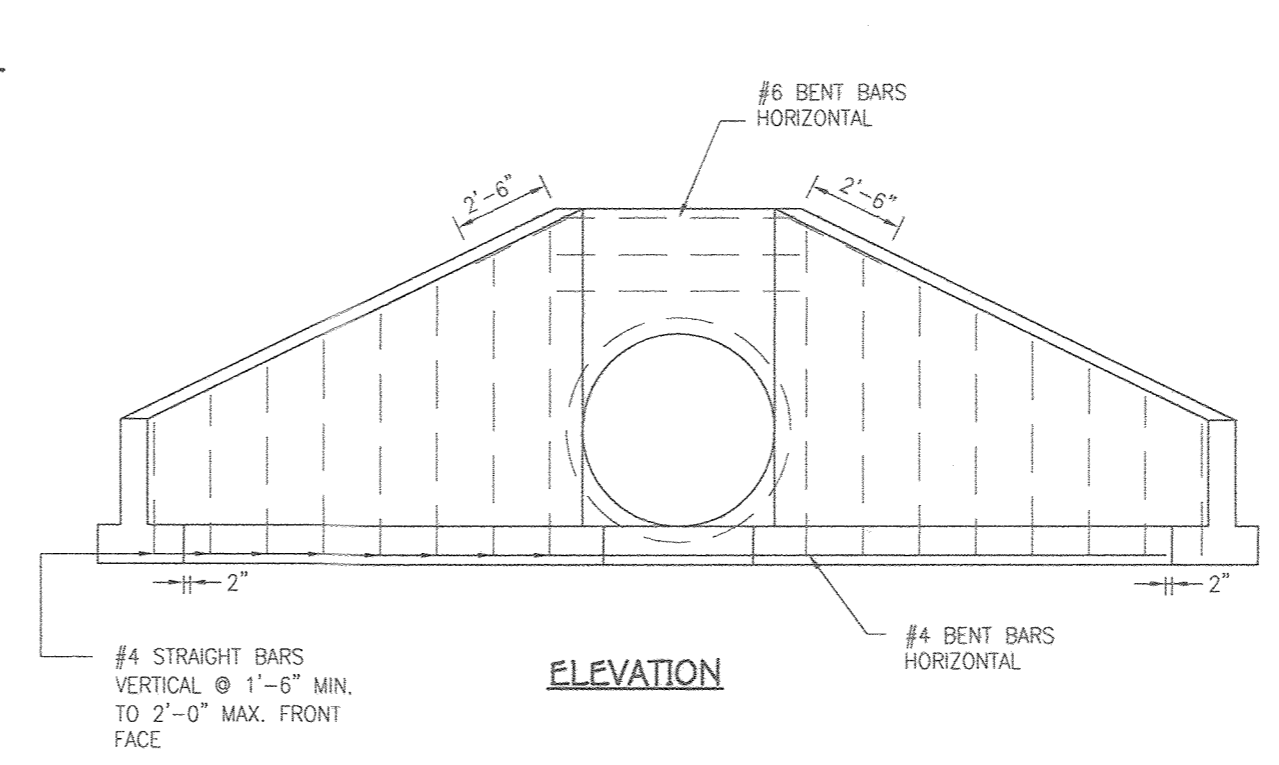 #6 BENT BARS
HORIZONTAL
2'-6"
2'-6"
2"
2"
#4 STRAIGHT BARS
VERTICAL @ 1'-6" MIN.
TO 2'-0" MAX. FRONT
FACE
ELEVATION
#4 BENT BARS
HORIZONTAL